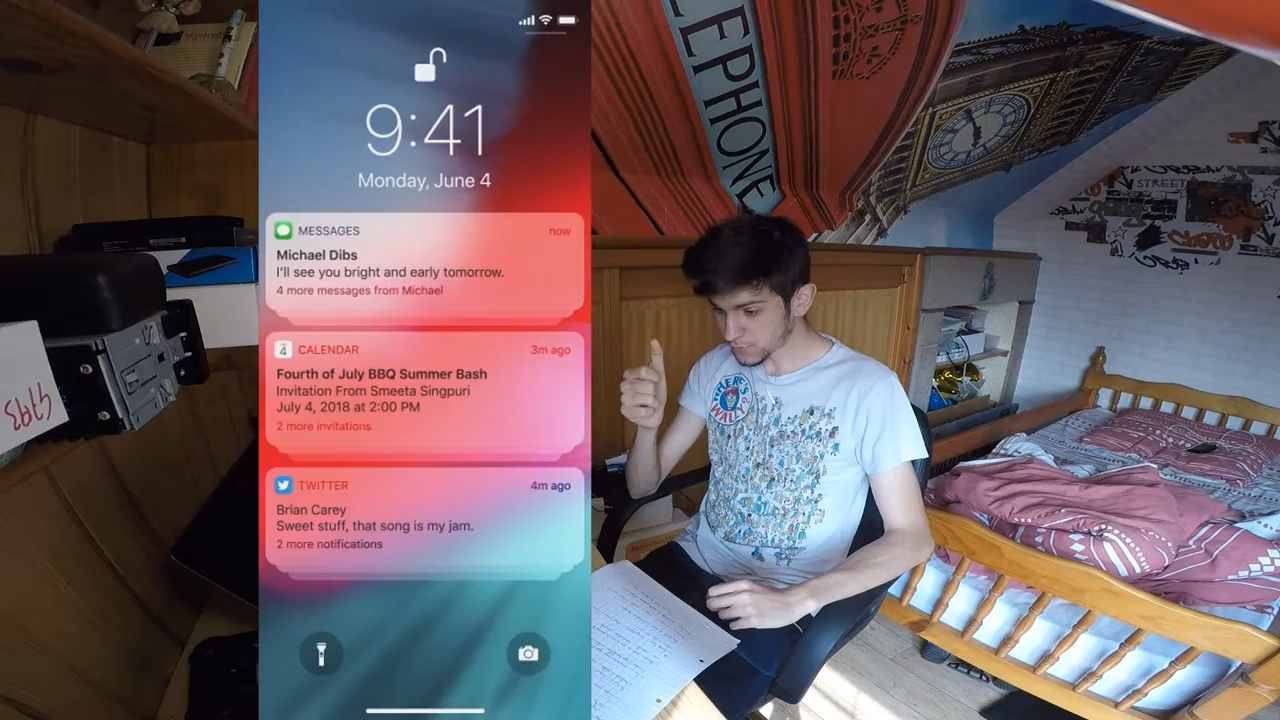 9:41
Monday, June 4
MESSAGES
now
Michael Dibs
I'll see you bright and early tomorrow.
4 more messages from Michael
4
CALENDAR
3m ago
Fourth of July BBQ Summer Bash
Invitation From Smeeta Singpuri
July 4, 2018 at 2:00 PM
2 more invitations
TWITTER
4m ago
Brian Carey
Sweet stuff, that song is my jam.
2 more notifications
ELEPHONE
STREET
WHERE'S
WALLY?